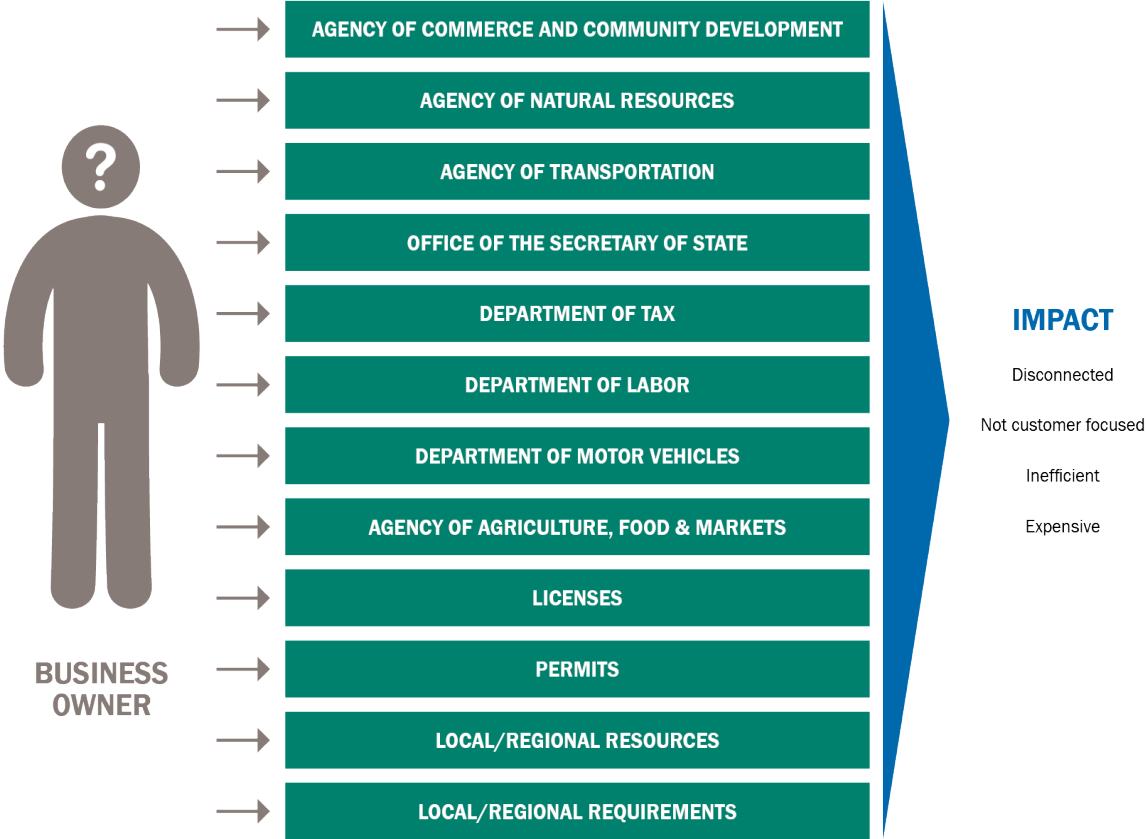 ?
BUSINESS
OWNER
AGENCY OF COMMERCE AND COMMUNITY DEVELOPMENT
AGENCY OF NATURAL RESOURCES
AGENCY OF TRANSPORTATION
OFFICE OF THE SECRETARY OF STATE
DEPARTMENT OF TAX
DEPARTMENT OF LABOR
DEPARTMENT OF MOTOR VEHICLES
AGENCY OF AGRICULTURE, FOOD & MARKETS
LICENSES
PERMITS
LOCAL/REGIONAL RESOURCES
LOCAL/REGIONAL REQUIREMENTS
IMPACT
Disconnected
Not customer focused
Inefficient
Expensive